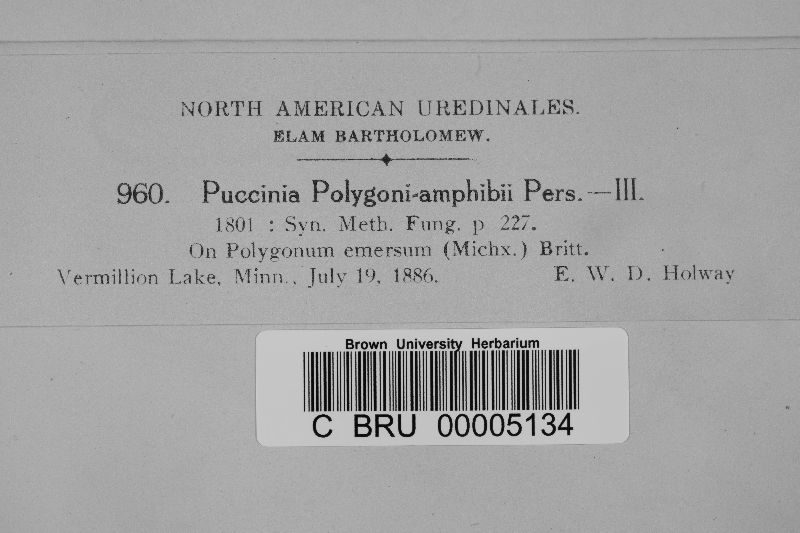 NORTH AMERICAN UREDINALES.
ELAM BARTHOLOMEW.
960. Puccinia Polygoni-amphibii Pers.—III.
1801 : Syn. Meth. Fung. p 227.
On Polygonum emersum (Michx.) Britt.
Vermillion Lake, Minn., July 19, 1886. E. W. D. Holway
Brown University Herbarium
C BRU 00005134